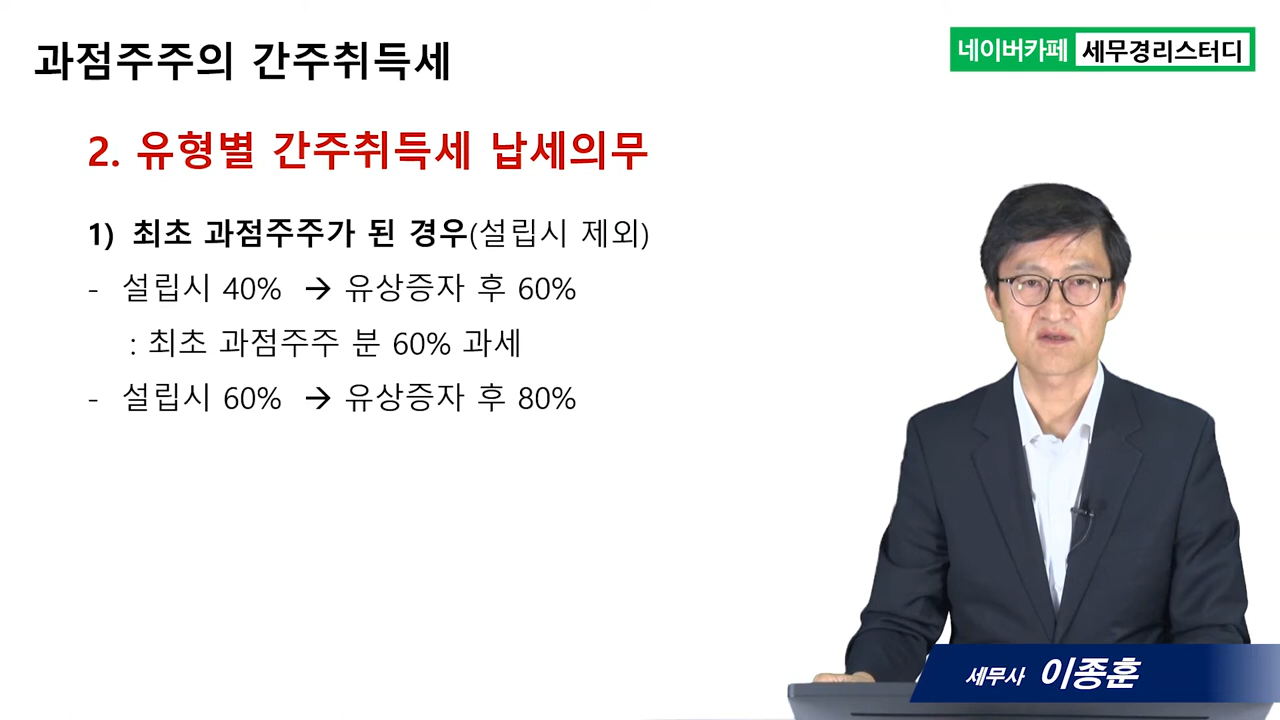 과점주주의 간주취득세
네이버카페 세무경리스터디
2. 유형별 간주취득세 납세의무
1) 최초 과점주주가 된 경우(설립시 제외)
- 설립시 40% → 유상증자 후 60%
: 최초 과점주주 분 60% 과세
- 설립시 60% → 유상증자 후 80%
세무사 이종훈